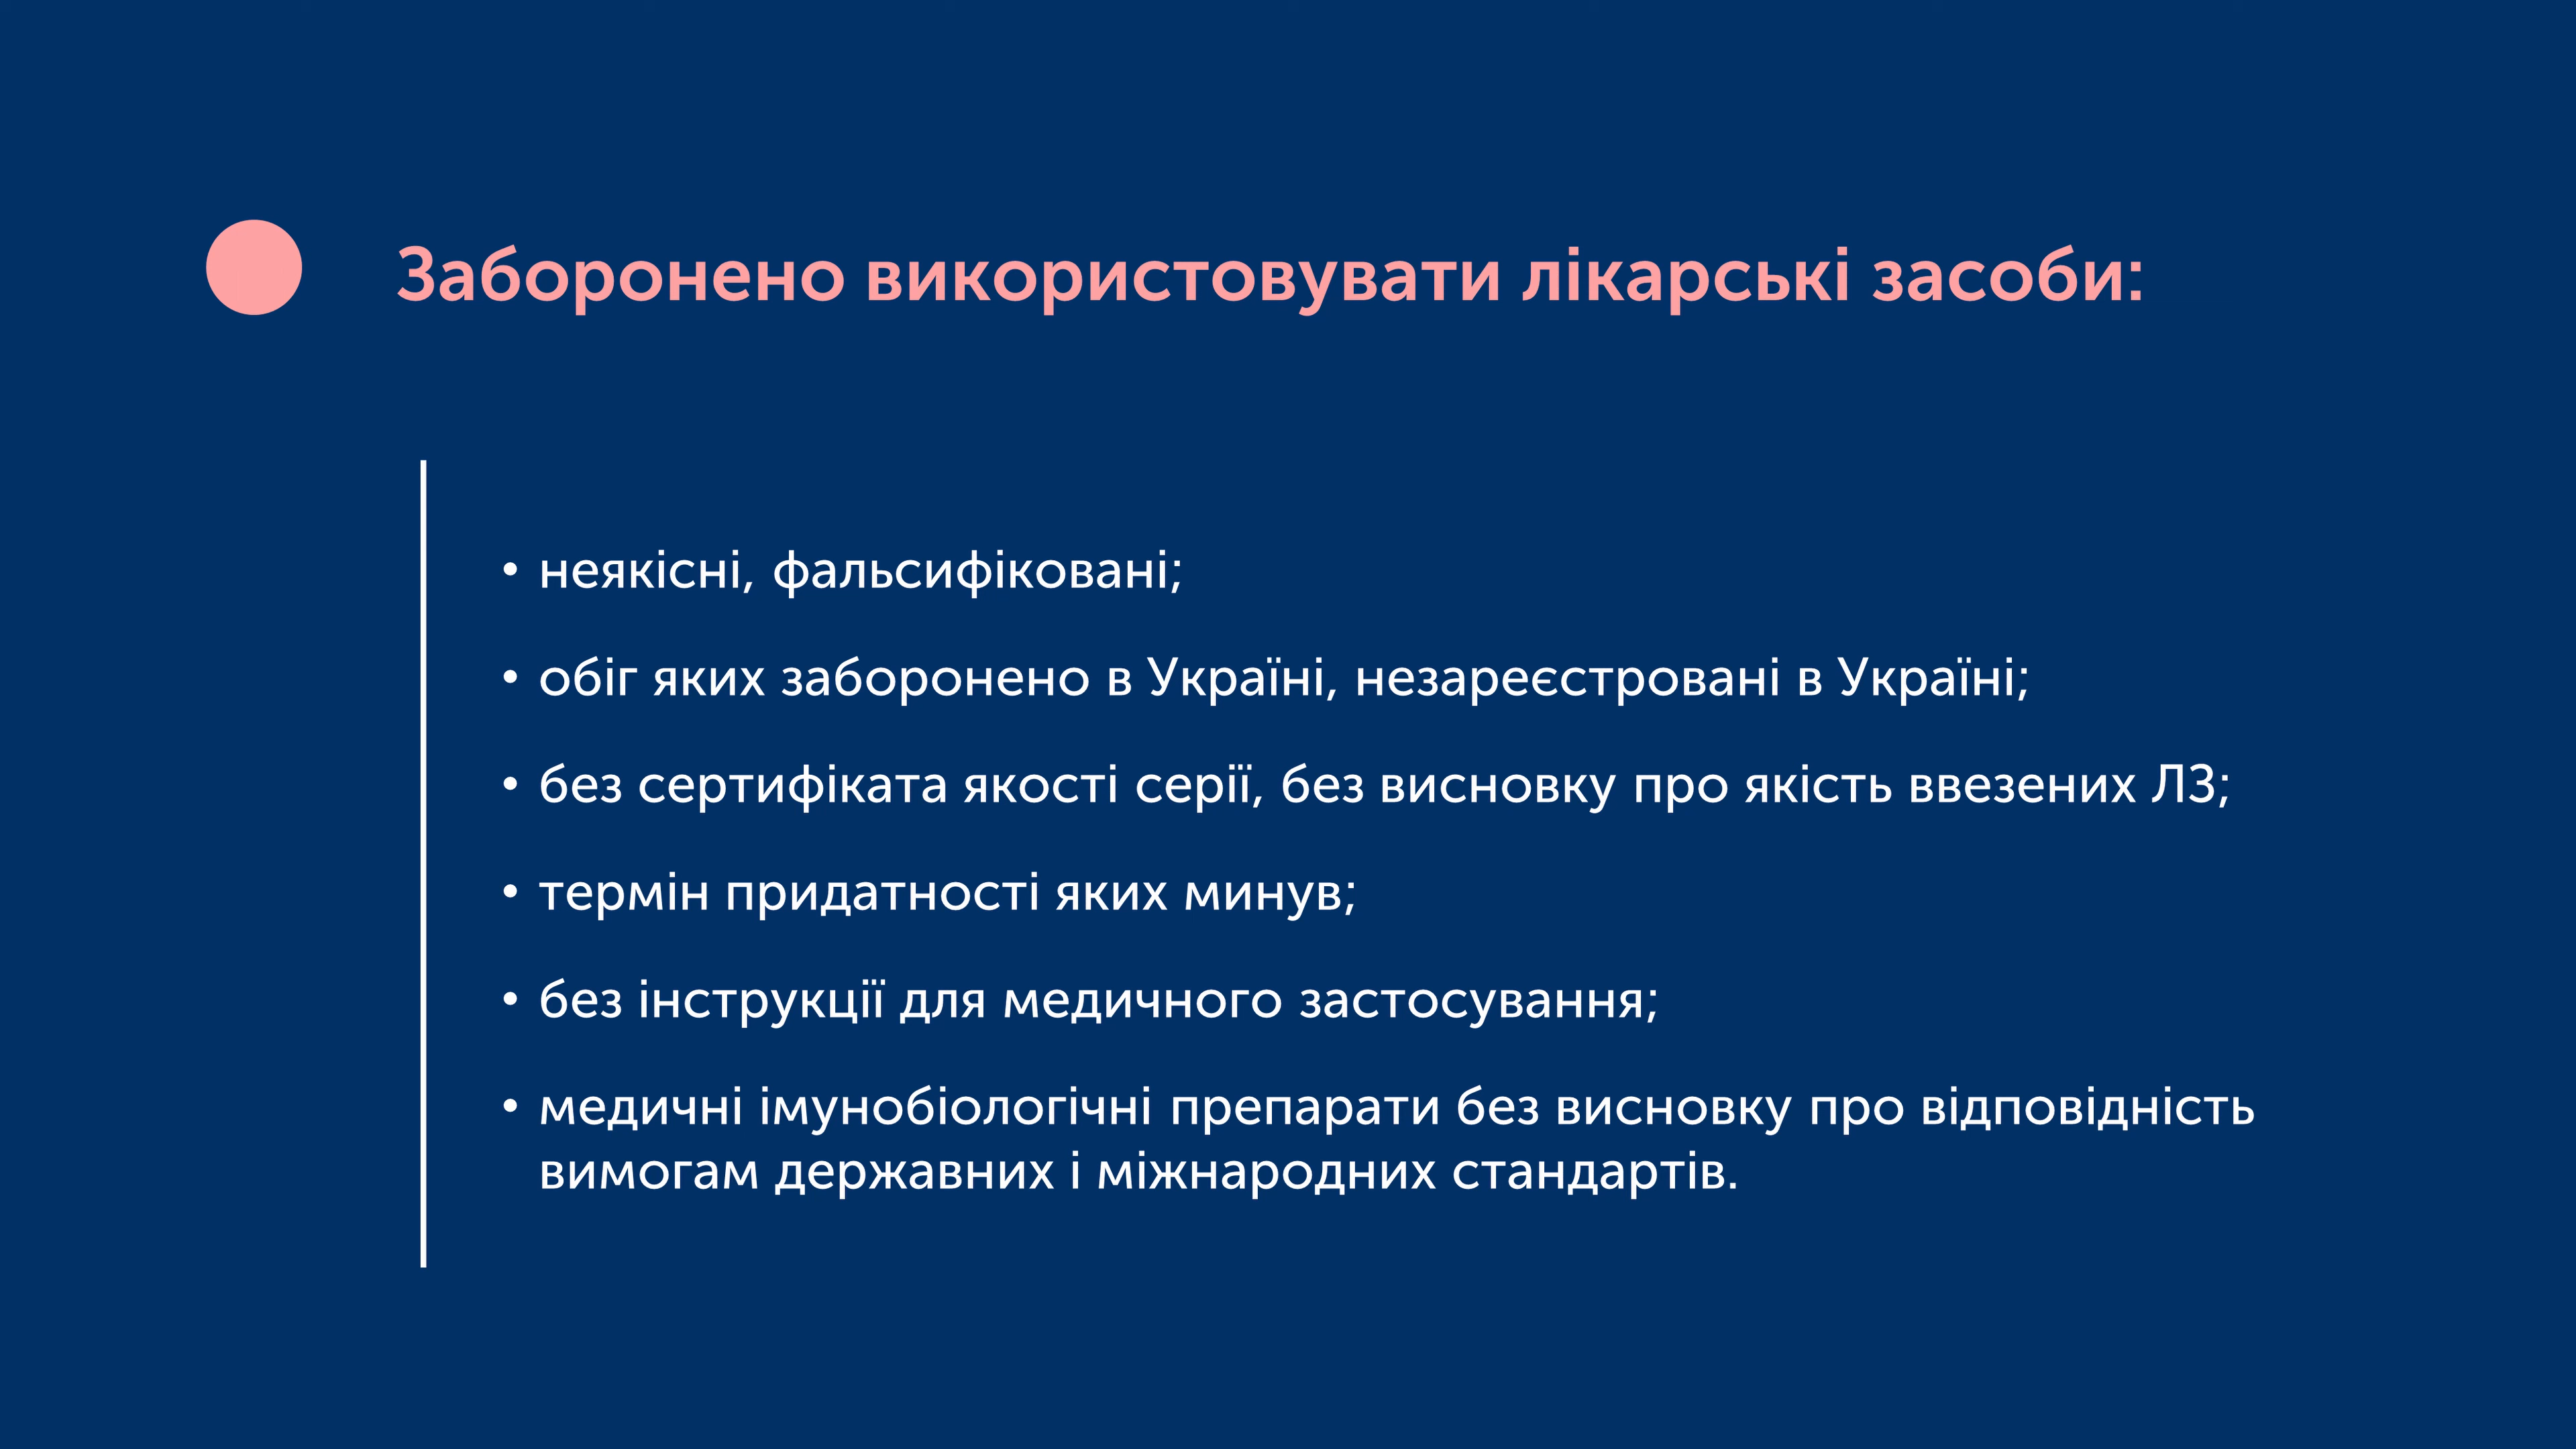 Заборонено використовувати лікарські засоби:
• неякісні, фальсифіковані;
• обіг яких заборонено в Україні, незареєстровані в Україні;
• без сертифіката якості серії, без висновку про якість ввезених ЛЗ;
• термін придатності яких минув;
• без інструкції для медичного застосування;
• медичні імунобіологічні препарати без висновку про відповідність
вимогам державних і міжнародних стандартів.